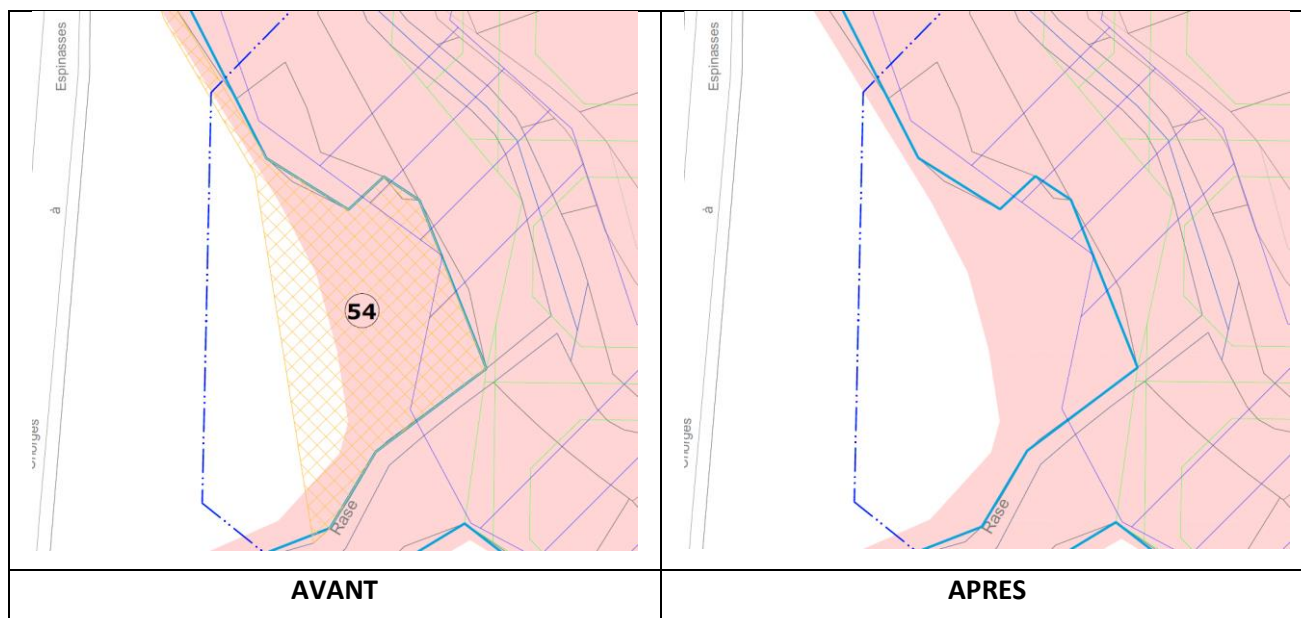 Espinasses
à
54
Rase
AVANT
Espinasses
à
Rase
APRES